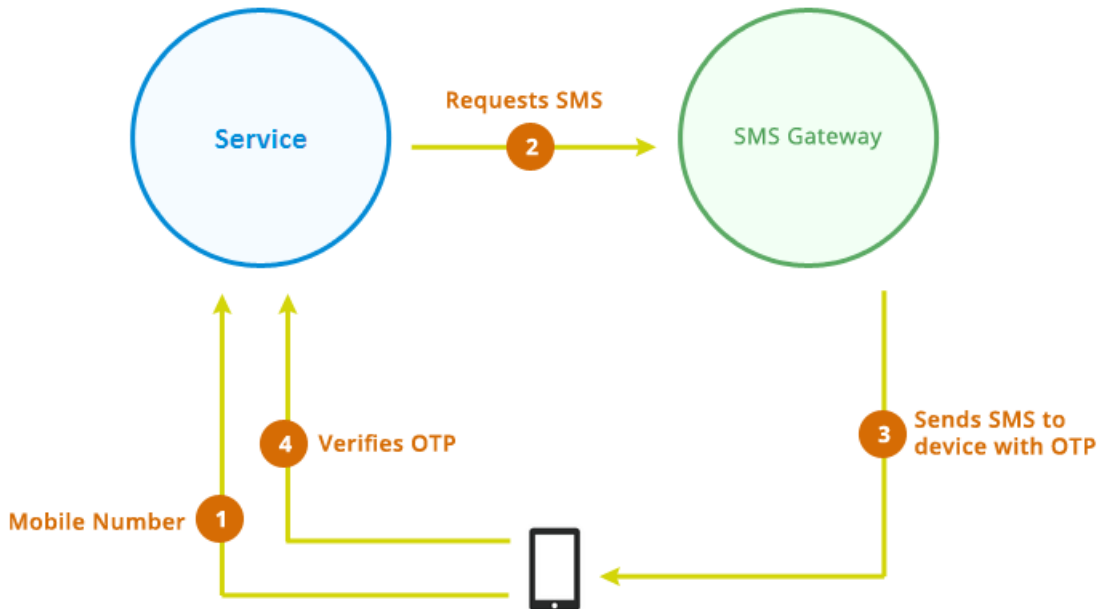 Requests SMS
Service
2
SMS Gateway
4
Verifies OTP
3
Sends SMS to
device with OTP
Mobile Number
1